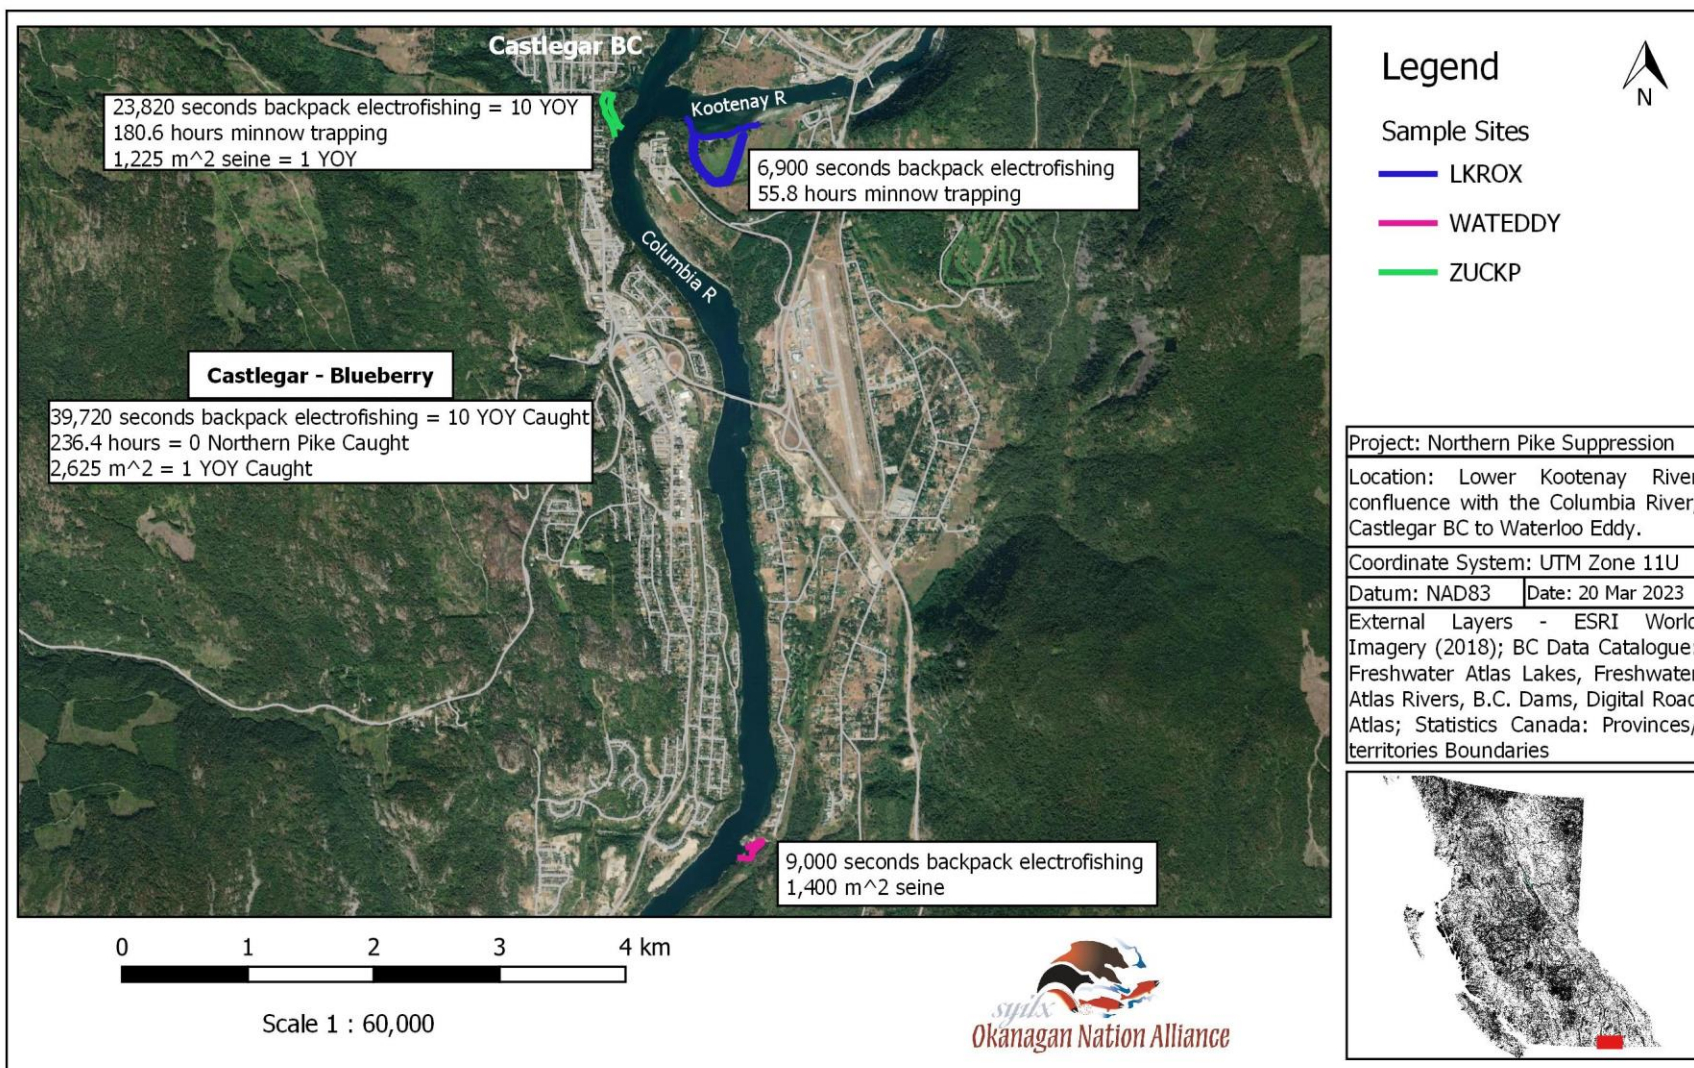 Castlegar BC
23,820 seconds backpack electrofishing = 10 YOY
180.6 hours minnow trapping
1,225 m^2 seine = 1 YOY
Kootenay R
6,900 seconds backpack electrofishing
55.8 hours minnow trapping
Columbia R
Castlegar - Blueberry
39,720 seconds backpack electrofishing = 10 YOY Caught
236.4 hours = 0 Northern Pike Caught
2,625 m^2 = 1 YOY Caught
9,000 seconds backpack electrofishing
1,400 m^2 seine
Legend
N
Sample Sites
LKROX
WATEDDY
ZUCKP
Project: Northern Pike Suppression
Location: Lower Kootenay River
confluence with the Columbia River,
Castlegar BC to Waterloo Eddy.
Coordinate System: UTM Zone 11U
Datum: NAD83
Date: 20 Mar 2023
External Layers - ESRI World
Imagery (2018); BC Data Catalogue:
Freshwater Atlas Lakes, Freshwater
Atlas Rivers, B.C. Dams, Digital Road
Atlas; Statistics Canada: Provinces/
territories Boundaries
0 1 2 3 4 km
Scale 1 : 60,000
syilx
Okanagan Nation Alliance